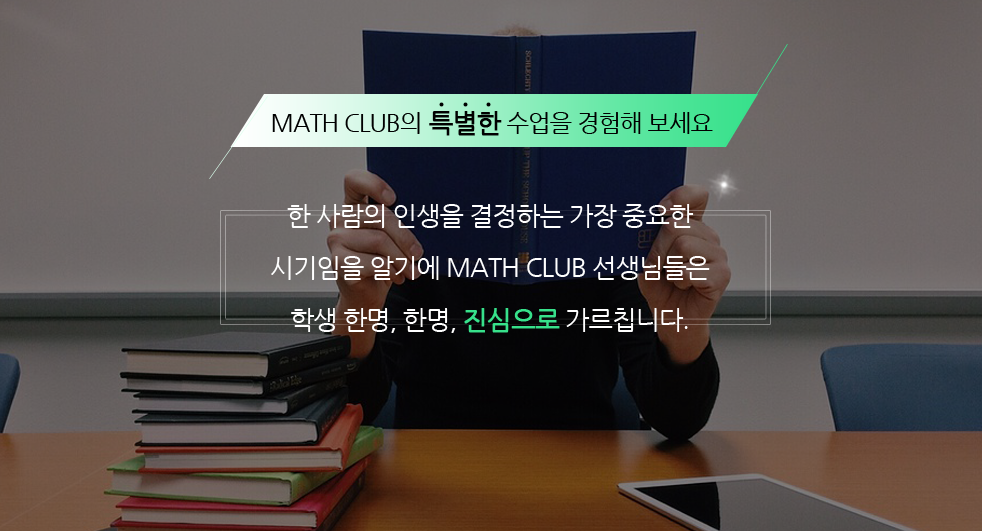 MATH CLUB의 특별한 수업을 경험해 보세요
한 사람의 인생을 결정하는 가장 중요한
시기임을 알기에 MATH CLUB 선생님들은
학생 한명, 한명, 진심으로 가르칩니다.